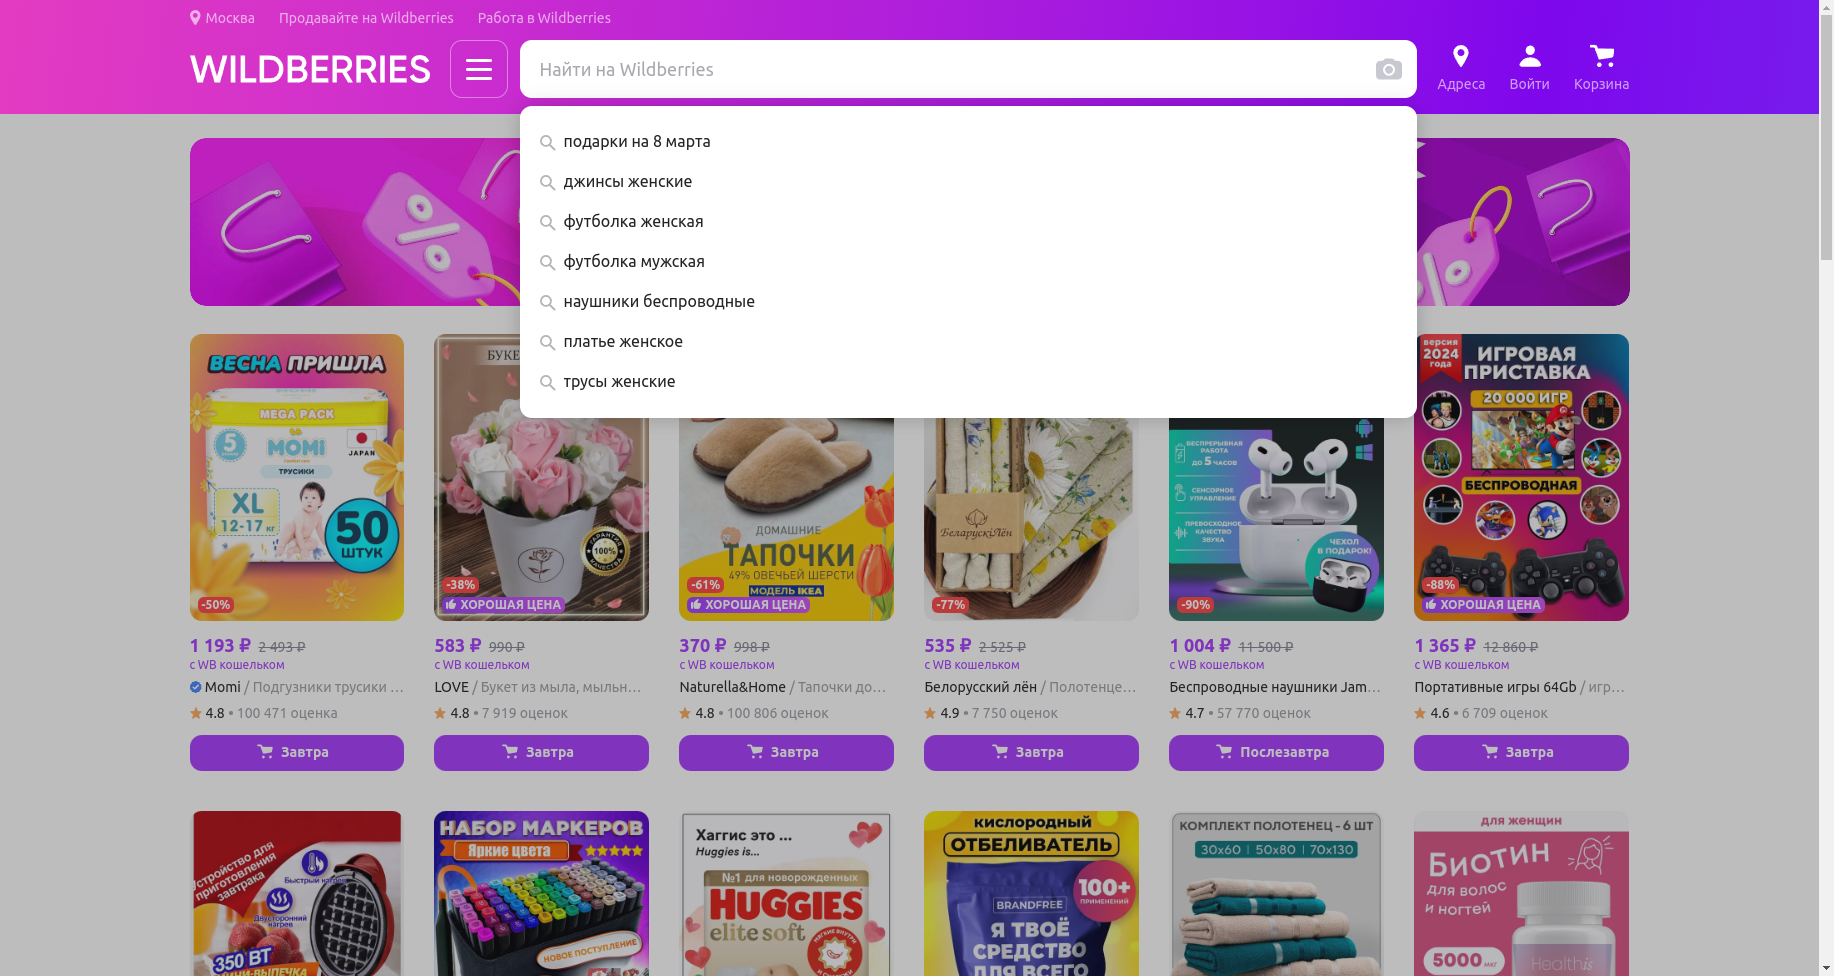 Москва Продавайте на Wildberries Работа в Wildberries
WILDBERRIES
Найти на Wildberries
Адреса Войти Корзина
подарки на 8 марта
джинсы женские
футболка женская
футболка мужская
наушники беспроводные
платье женское
трусы женские
ВЕСНА ПРИШЛА
MEGA PACK
5
MOMI
JAPAN
ТРУСИКИ
XL
12-17 кг
50
ШТУК
-50%
БУКЕ
ГАРАНТИЯ
100%
КАЧЕСТВА
-38%
ХОРОШАЯ ЦЕНА
ДОМАШНИЕ
ТАПОЧКИ
49% ОВЕЧЬЕЙ ШЕРСТИ
МОДЕЛЬ IKEA
-61%
ХОРОШАЯ ЦЕНА
БеларускiЛён
-77%
БЕСПРЕРЫВНАЯ
РАБОТА
ДО 5 ЧАСОВ
СЕНСОРНОЕ
УПРАВЛЕНИЕ
ПРЕВОСХОДНОЕ
КАЧЕСТВО
ЗВУКА
ЧЕХОЛ
В ПОДАРОК!
-90%
версия
2024
года
ИГРОВАЯ
ПРИСТАВКА
20 000 ИГР
БЕСПРОВОДНАЯ
-88%
ХОРОШАЯ ЦЕНА
1 193 ₽ 2 493 ₽
с WB кошельком
Momi / Подгузники трусики ...
4.8 • 100 471 оценка
Завтра
583 ₽ 990 ₽
с WB кошельком
LOVE / Букет из мыла, мыльн...
4.8 • 7 919 оценок
Завтра
370 ₽ 998 ₽
с WB кошельком
Naturella&Home / Тапочки до...
4.8 • 100 806 оценок
Завтра
535 ₽ 2 525 ₽
с WB кошельком
Белорусский лён / Полотенце...
4.9 • 7 750 оценок
Завтра
1 004 ₽ 11 500 ₽
с WB кошельком
Беспроводные наушники Jam...
4.7 • 57 770 оценок
Послезавтра
1 365 ₽ 12 860 ₽
с WB кошельком
Портативные игры 64Gb / игр...
4.6 • 6 709 оценок
Завтра
Устройство для
приготовления
завтрака
Быстрый нагрев
Двусторонний
нагрев
350 ВТ
НАБОР МАРКЕРОВ
Яркие цвета
НОВОЕ ПОСТУПЛЕНИЕ
Хаггис это ...
Huggies is...
№1 для новорожденных
HUGGIES
elite soft
КИСЛОРОДНЫЙ
ОТБЕЛИВАТЕЛЬ
100+
ПРИМЕНЕНИЙ
BRANDFREE
Я ТВОЁ
СРЕДСТВО
ДЛЯ ВСЕГО
КОМПЛЕКТ ПОЛОТЕНЕЦ - 6 ШТ
30x60 | 50x80 | 70x130
для женщин
Биотин
для волос
и ногтей
5000 мкг
Healthis